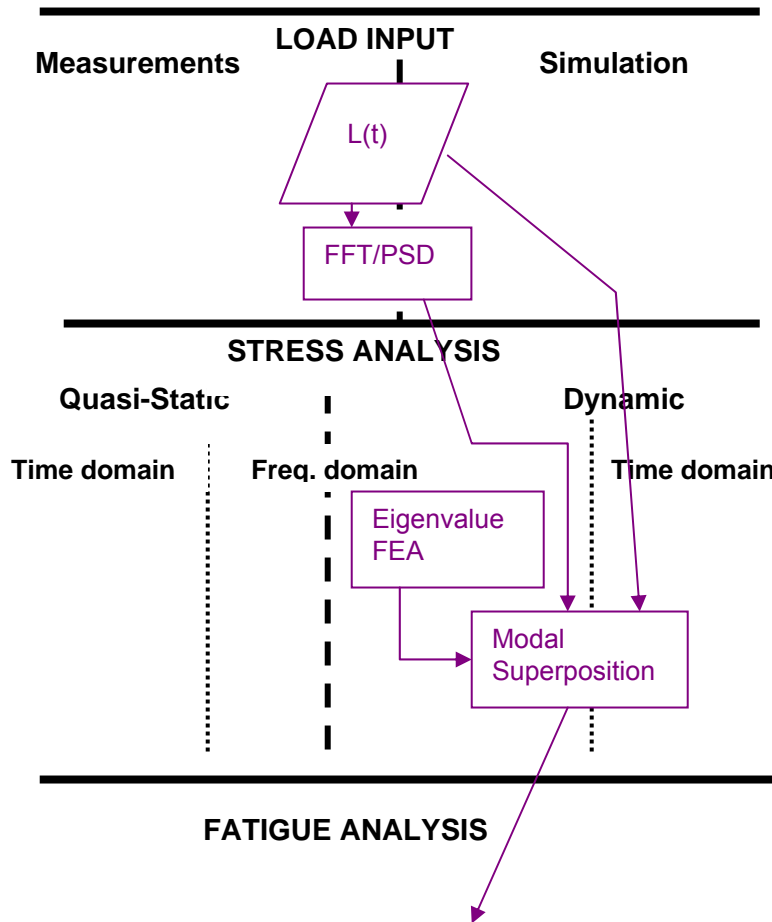 LOAD INPUT
Measurements
Simulation
L(t)
FFT/PSD
STRESS ANALYSIS
Quasi-Static
Dynamic
Time domain
Freq. domain
Time domain
Eigenvalue
FEA
Modal
Superposition
FATIGUE ANALYSIS